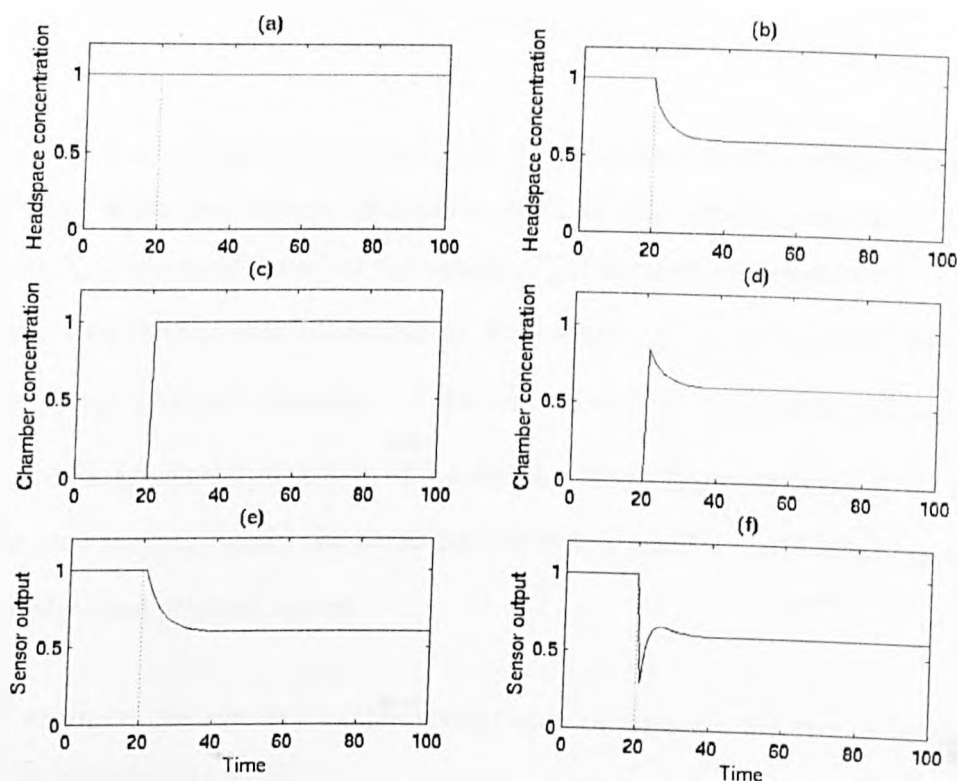 (a)
Headspace concentration
1
0.5
0
0 20 40 60 80 100
(b)
Headspace concentration
1
0.5
0
0 20 40 60 80 100
(c)
Chamber concentration
1
0.5
0
0 20 40 60 80 100
(d)
Chamber concentration
1
0.5
0
0 20 40 60 80 100
(e)
Sensor output
1
0.5
0
0 20 40 60 80 100
Time
(f)
Sensor output
1
0.5
0
0 20 40 60 80 100
Time